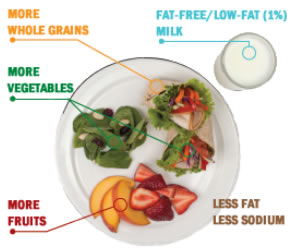 MORE
WHOLE GRAINS
FAT-FREE/LOW-FAT (1%)
MILK
MORE
VEGETABLES
MORE
FRUITS
LESS FAT
LESS SODIUM